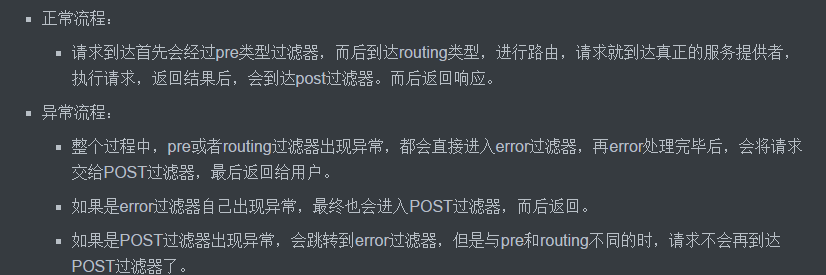 正常流程：
请求到达首先会经过pre类型过滤器，而后到达routing类型，进行路由，请求就到达真正的服务提供者，
执行请求，返回结果后，会到达post过滤器。而后返回响应。
异常流程：
整个过程中，pre或者routing过滤器出现异常，都会直接进入error过滤器，再error处理完毕后，会将请求
交给POST过滤器，最后返回给用户。
如果是error过滤器自己出现异常，最终也会进入POST过滤器，而后返回。
如果是POST过滤器出现异常，会跳转到error过滤器，但是与pre和routing不同的时，请求不会再到达
POST过滤器了。